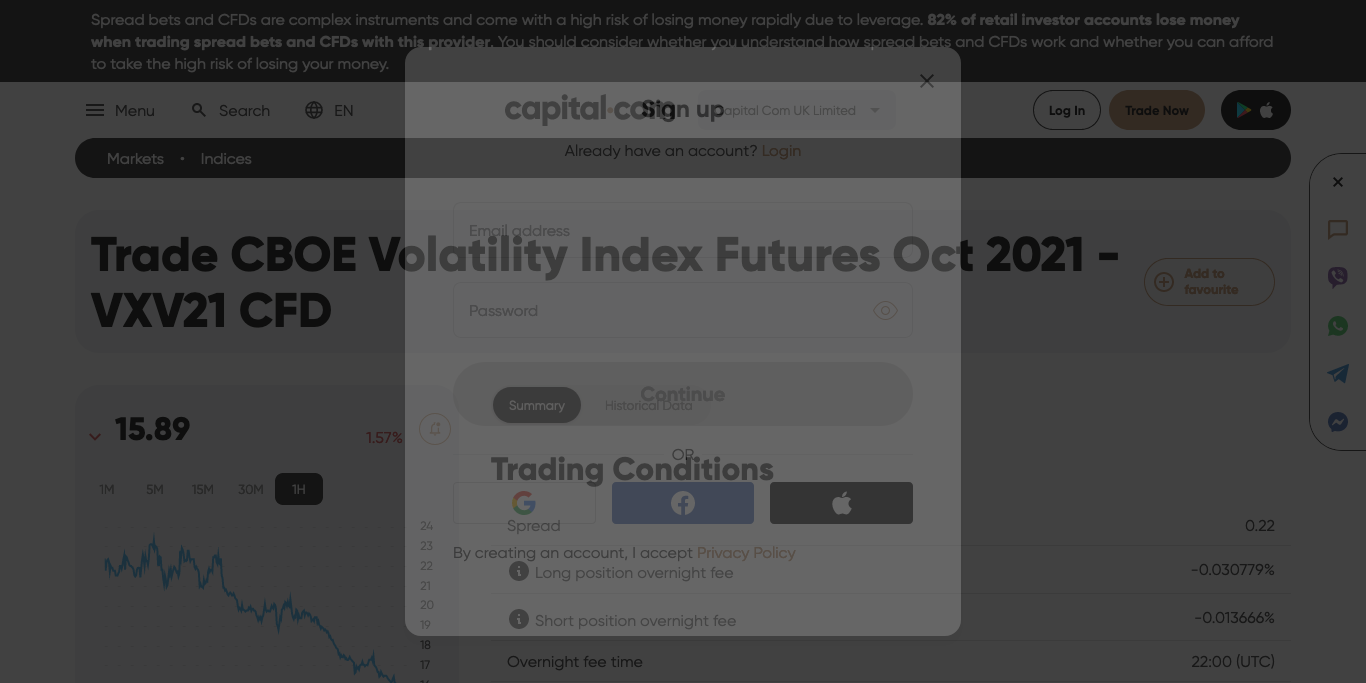 Spread bets and CFDs are complex instruments and come with a high risk of losing money rapidly due to leverage. 82% of retail investor accounts lose money
when trading spread bets and CFDs with this provider. You should consider whether you understand how spread bets and CFDs work and whether you can afford
to take the high risk of losing your money.
Menu
Search
EN
capital.com
Capital Com UK Limited
Log In
Trade Now
Sign up
Already have an account? Login
Markets • Indices
Email address
Trade CBOE Volatility Index Futures Oct 2021 -
VXV21 CFD
Add to
favourite
Password
Continue
Summary
Historical Data
15.89
1.57%
OR
Trading Conditions
1M
5M
15M
30M
1H
Spread
0.22
By creating an account, I accept Privacy Policy
Long position overnight fee
-0.030779%
Short position overnight fee
-0.013666%
Overnight fee time
22:00 (UTC)
24
23
22
21
20
19
18
17